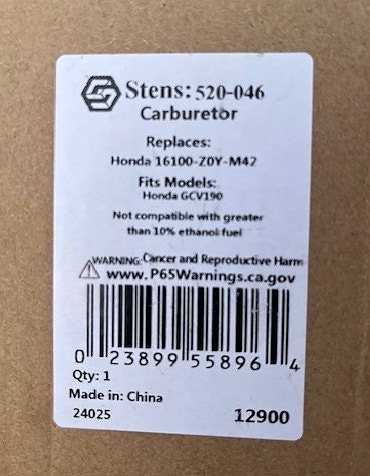 Stens: 520-046
Carburetor
Replaces:
Honda 16100-Z0Y-M42
Fits Models:
Honda GCV190
Not compatible with greater
than 10% ethanol fuel
WARNING: Cancer and Reproductive Harm
www.P65Warnings.ca.gov
0 23899 55896 4
Qty: 1
Made in: China
24025 12900